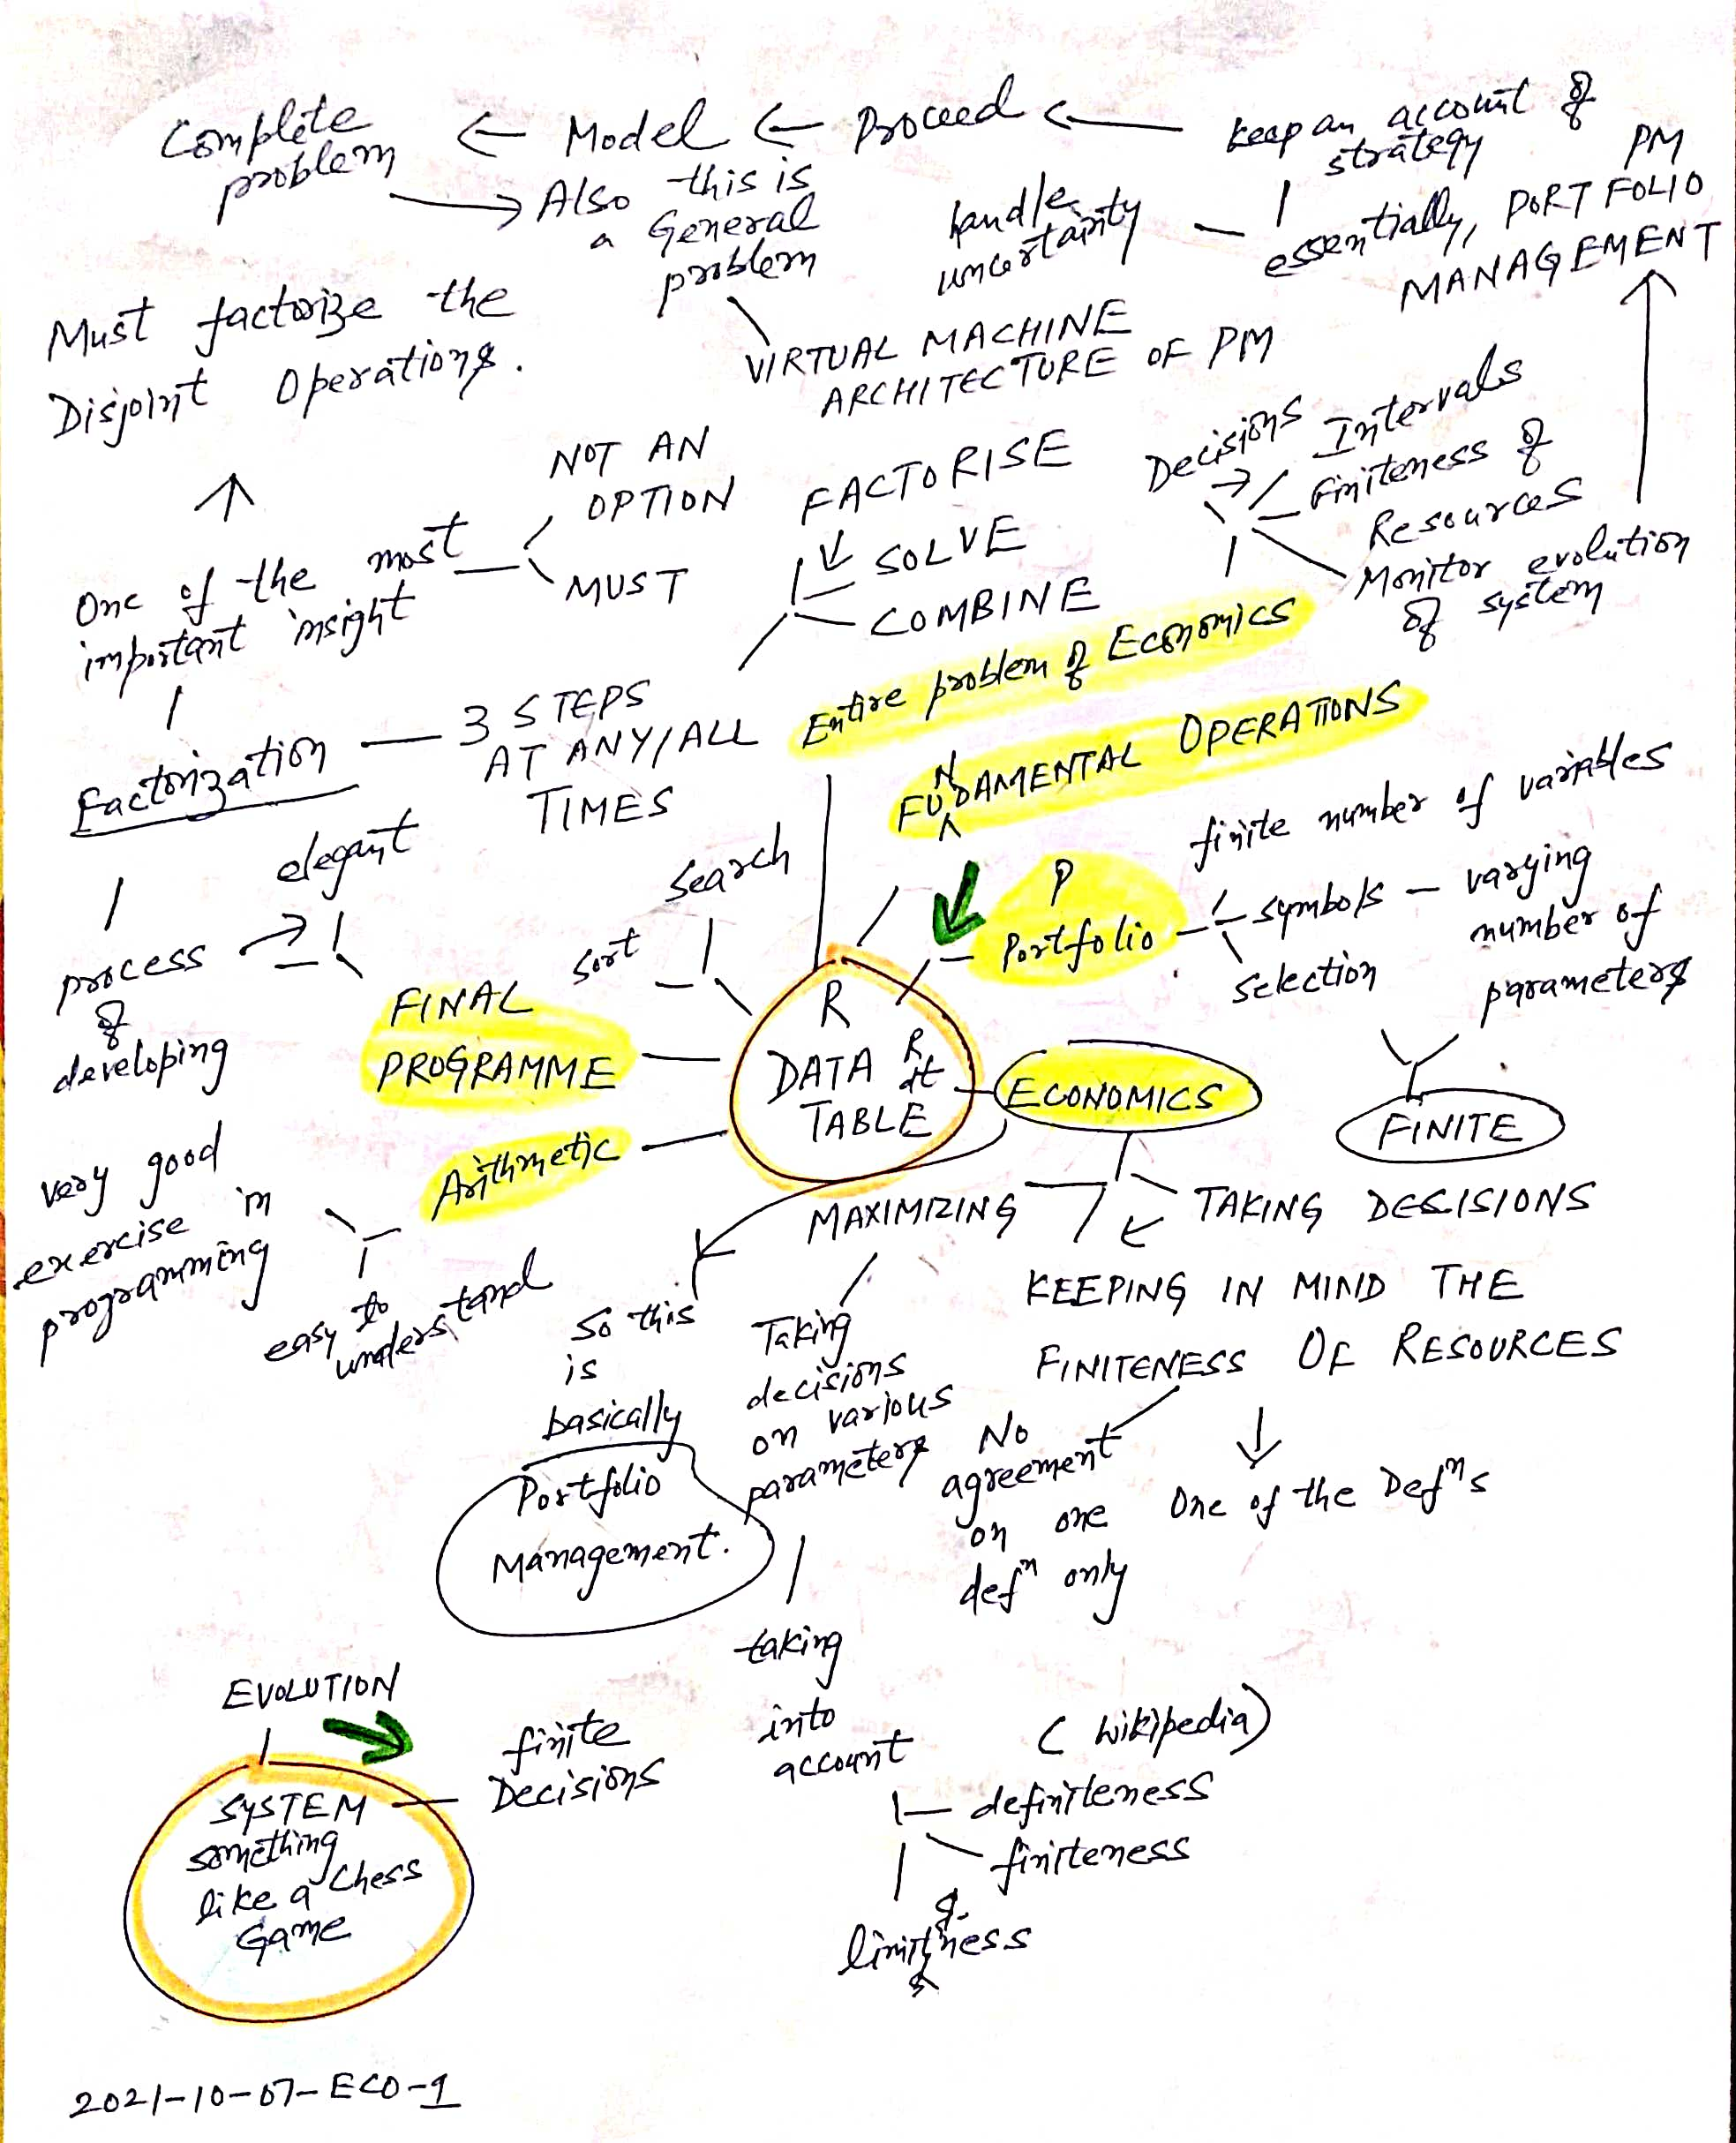 Complete
problem
← Model ← Proceed ← keep an account of
strategy
PM
→ Also this is
a General
problem
handle
uncertainty
essentially, PORTFOLIO
MANAGEMENT
Must factorize the
Disjoint Operations.
VIRTUAL MACHINE
ARCHITECTURE OF PM
NOT AN
OPTION
MUST
One of the most
important insight
FACTORISE
SOLVE
COMBINE
Decisions
Intervals
Finiteness of
Resources
Monitor evolution
of system
Factorization
3 STEPS
AT ANY/ALL
TIMES
Entire problem of Economics
FUNDAMENTAL OPERATIONS
elegant
process
of
developing
Search
Sort
P
Portfolio
finite number of variables
symbols – varying
number of
parameters
selection
FINITE
FINAL
PROGRAMME
R
DATA
TABLE
R
dt
ECONOMICS
Arithmetic
very good
exercise in
programming
easy to
understand
MAXIMIZING
TAKING DESISIONS
KEEPING IN MIND THE
FINITENESS OF RESOURCES
So this
is
basically
Portfolio
Management.
Taking
decisions
on various
parameters
No
agreement
on one
defⁿ only
One of the Defⁿs
taking
into
account
(Wikipedia)
definiteness
finiteness
EVOLUTION
SYSTEM
something
like a Chess
Game
finite
Decisions
2021-10-07-ECO-1